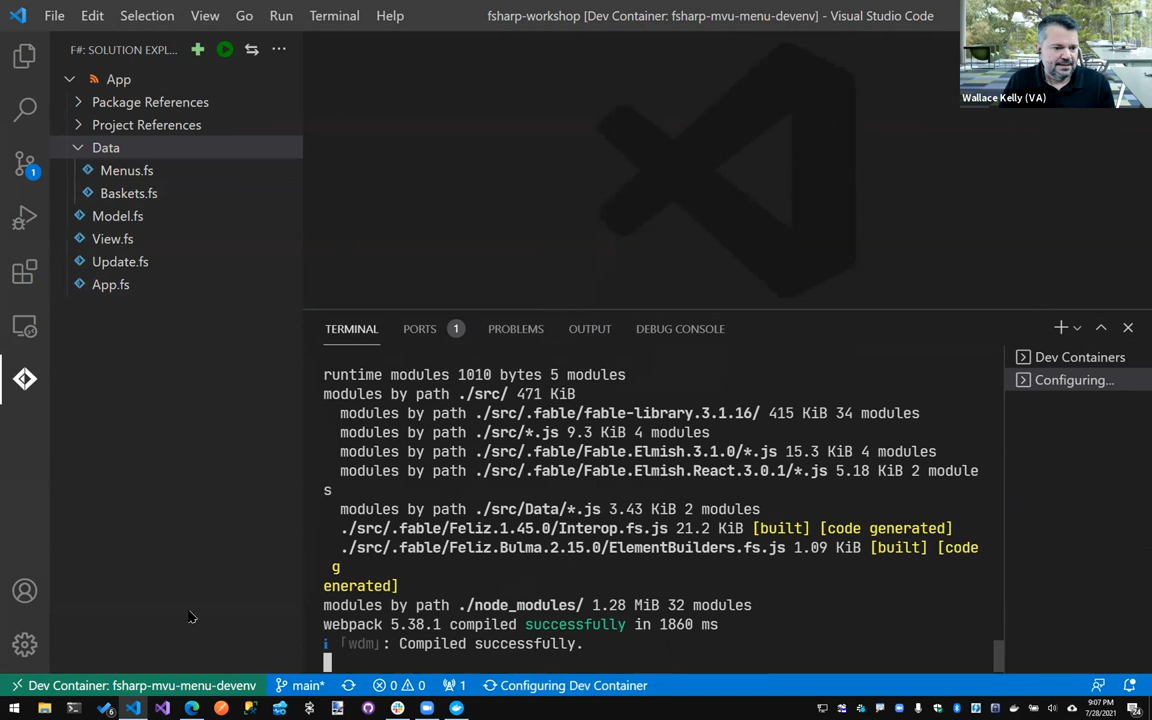 File Edit Selection View Go Run Terminal Help
fsharp-workshop [Dev Container: fsharp-mvu-menu-devenv] - Visual Studio Code
Wallace Kelly (VA)
F#: SOLUTION EXPL...
App
Package References
Project References
Data
Menus.fs
Baskets.fs
Model.fs
View.fs
Update.fs
App.fs
1
TERMINAL PORTS 1 PROBLEMS OUTPUT DEBUG CONSOLE
Dev Containers
Configuring...
runtime modules 1010 bytes 5 modules
modules by path ./src/ 471 KiB
modules by path ./src/.fable/fable-library.3.1.16/ 415 KiB 34 modules
modules by path ./src/*.js 9.3 KiB 4 modules
modules by path ./src/.fable/Fable.Elmish.3.1.0/*.js 15.3 KiB 4 modules
modules by path ./src/.fable/Fable.Elmish.React.3.0.1/*.js 5.18 KiB 2 module
s
modules by path ./src/Data/*.js 3.43 KiB 2 modules
./src/.fable/Feliz.1.45.0/Interop.fs.js 21.2 KiB [built] [code generated]
./src/.fable/Feliz.Bulma.2.15.0/ElementBuilders.fs.js 1.09 KiB [built] [code
g
enerated]
modules by path ./node_modules/ 1.28 MiB 32 modules
webpack 5.38.1 compiled successfully in 1860 ms
i ｢wdm｣: Compiled successfully.
Dev Container: fsharp-mvu-menu-devenv main* 0 0 1 Configuring Dev Container
9:07 PM
7/28/2021